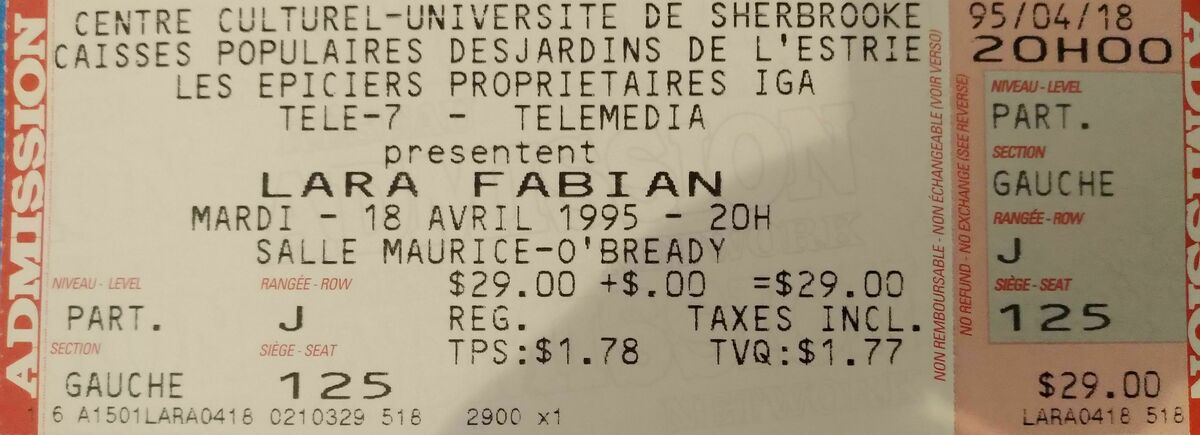 ADMISSION
CENTRE CULTUREL-UNIVERSITE DE SHERBROOKE
CAISSES POPULAIRES DESJARDINS DE L'ESTRIE
LES EPICIERS PROPRIETAIRES IGA
TELE-7 - TELEMEDIA
presentent
LARA FABIAN
MARDI - 18 AVRIL 1995 - 20H
SALLE MAURICE-O'BREADY
NIVEAU - LEVEL RANGÉE - ROW $29.00 +$.00 =$29.00
PART. J REG. TAXES INCL.
SECTION SIÈGE - SEAT TPS:$1.78 TVQ:$1.77
GAUCHE 125
6 A1501LARA0418 0210329 518 2900 x1
NON REMBOURSABLE - NON ÉCHANGEABLE (VOIR VERSO)
NO REFUND - NO EXCHANGE (SEE REVERSE)
95/04/18
20H00
NIVEAU - LEVEL
PART.
SECTION
GAUCHE
RANGÉE - ROW
J
SIÈGE - SEAT
125
$29.00
LARA0418 518